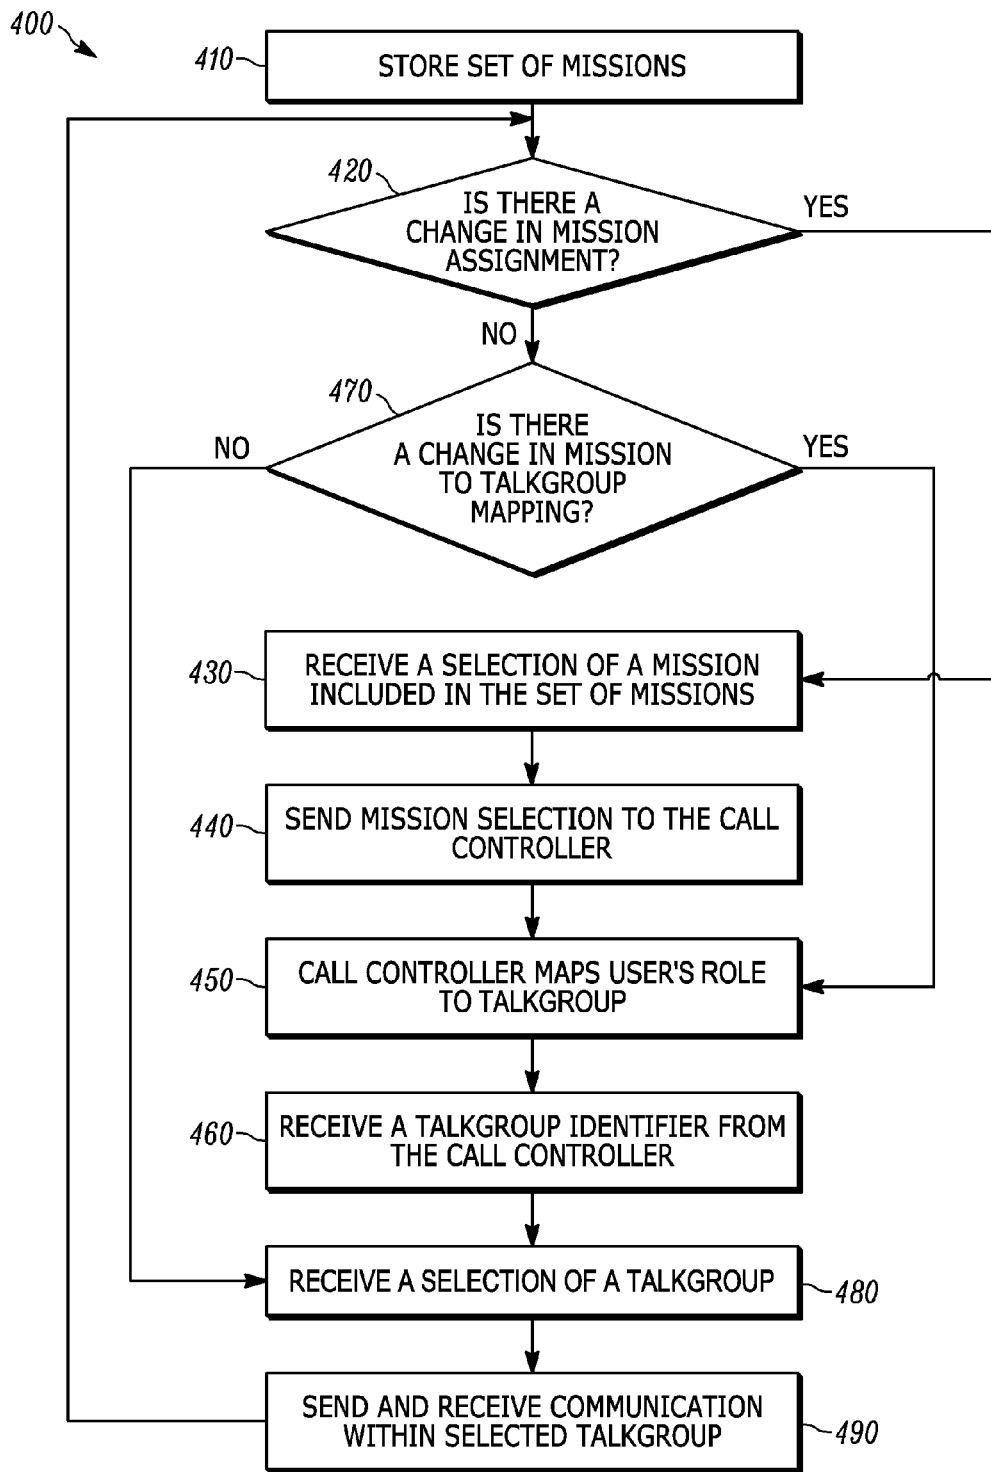 400
410
STORE SET OF MISSIONS
420
IS THERE A
CHANGE IN MISSION
ASSIGNMENT?
YES
NO
470
IS THERE
A CHANGE IN MISSION
TO TALKGROUP
MAPPING?
NO
YES
430
RECEIVE A SELECTION OF A MISSION
INCLUDED IN THE SET OF MISSIONS
440
SEND MISSION SELECTION TO THE CALL
CONTROLLER
450
CALL CONTROLLER MAPS USER'S ROLE
TO TALKGROUP
460
RECEIVE A TALKGROUP IDENTIFIER FROM
THE CALL CONTROLLER
RECEIVE A SELECTION OF A TALKGROUP
480
SEND AND RECEIVE COMMUNICATION
WITHIN SELECTED TALKGROUP
490